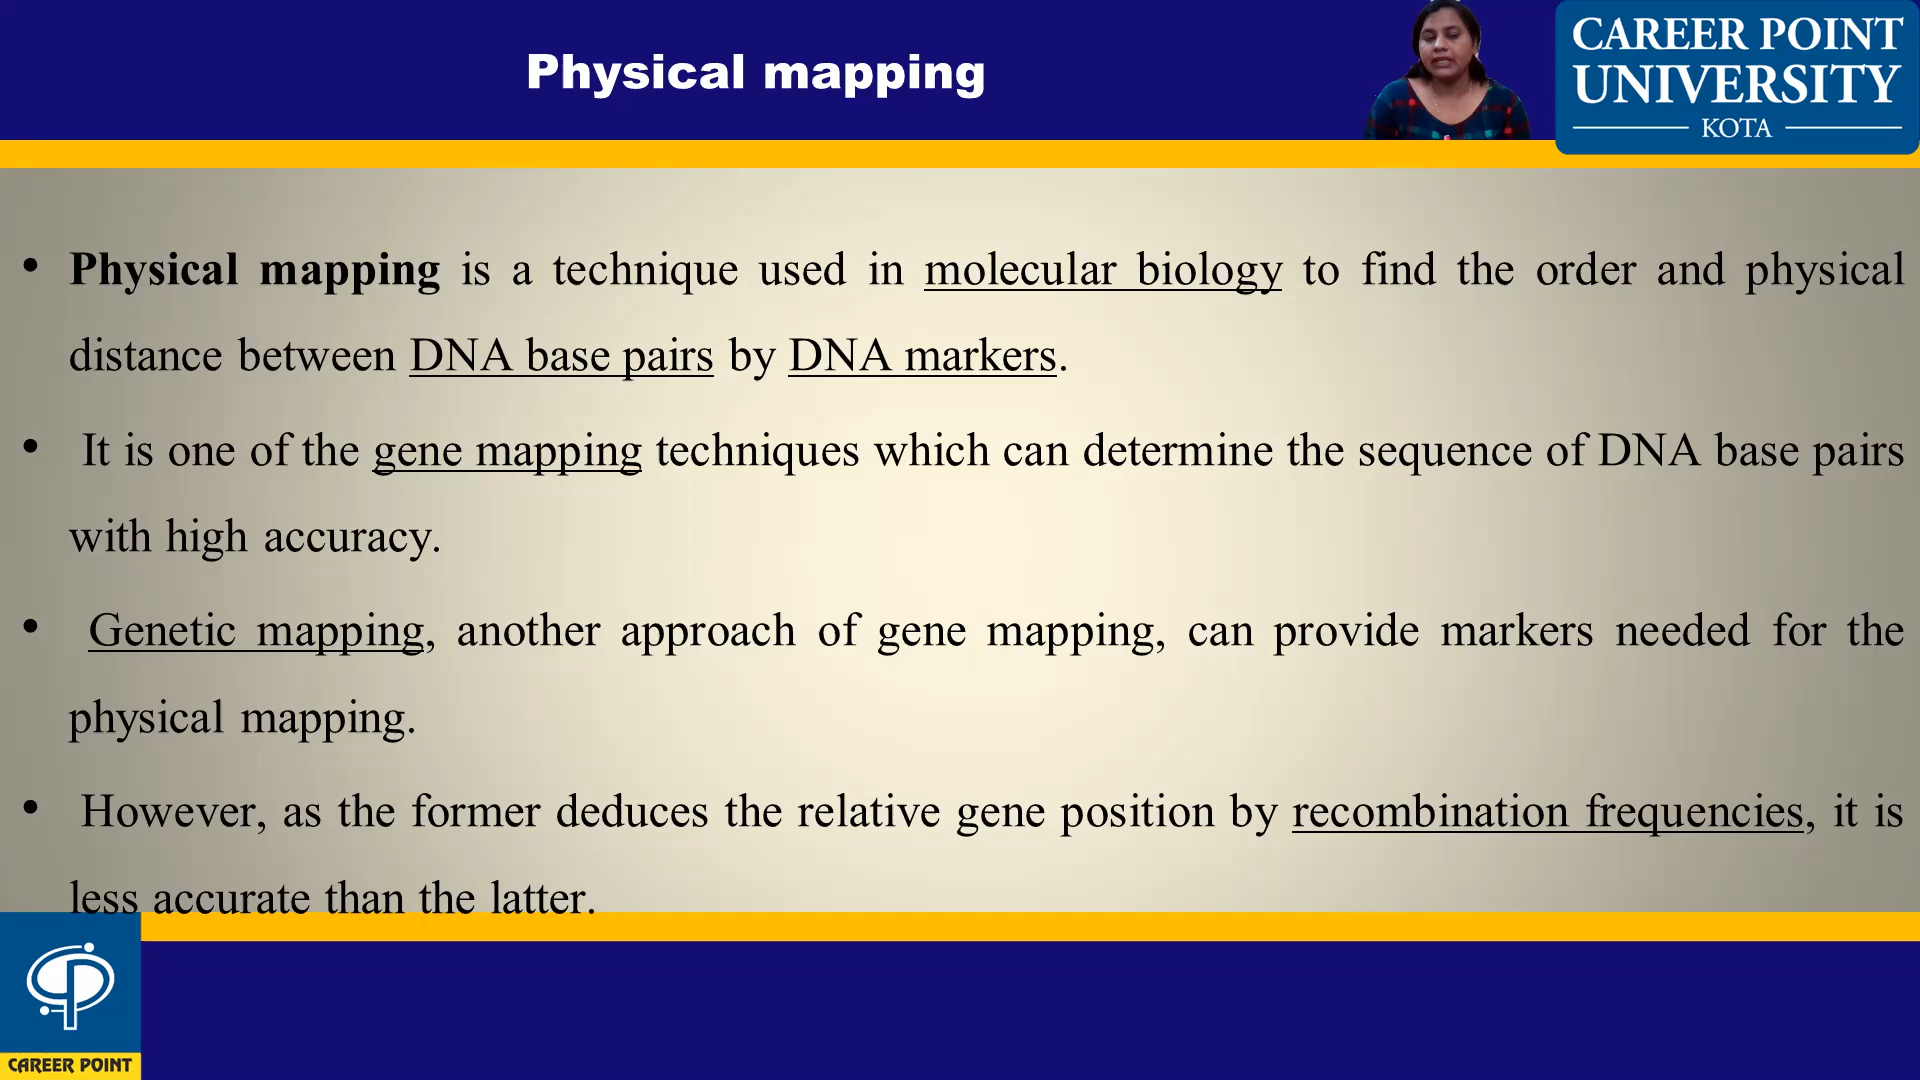 Physical mapping
CAREER POINT
UNIVERSITY
KOTA
• Physical mapping is a technique used in molecular biology to find the order and physical
distance between DNA base pairs by DNA markers.
• It is one of the gene mapping techniques which can determine the sequence of DNA base pairs
with high accuracy.
• Genetic mapping, another approach of gene mapping, can provide markers needed for the
physical mapping.
• However, as the former deduces the relative gene position by recombination frequencies, it is
less accurate than the latter.
CAREER POINT